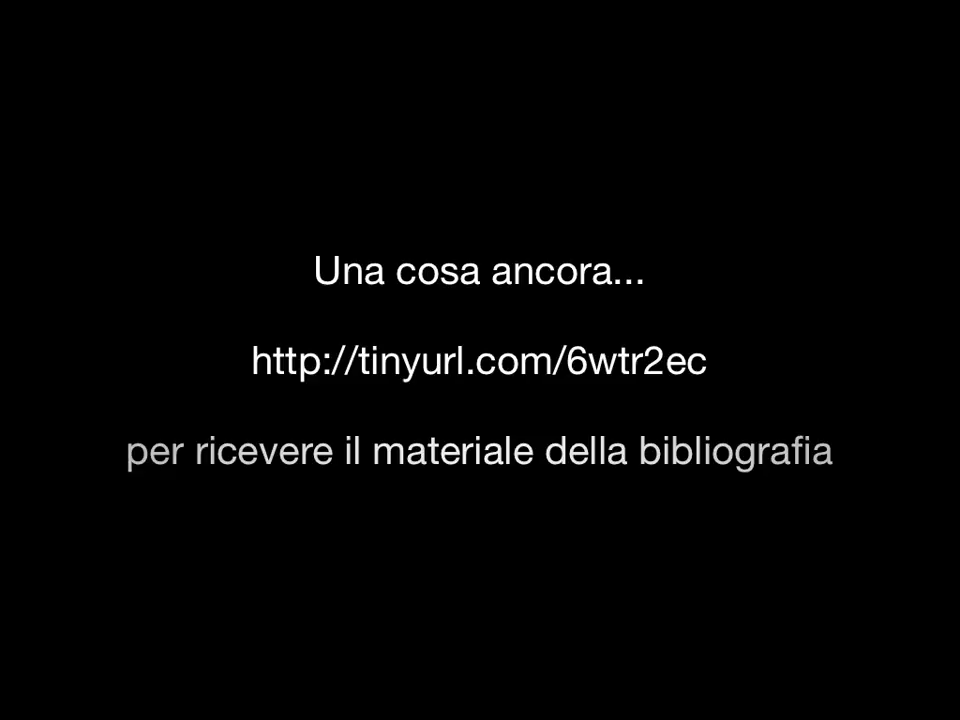 Una cosa ancora...
http://tinyurl.com/6wtr2ec
per ricevere il materiale della bibliografia